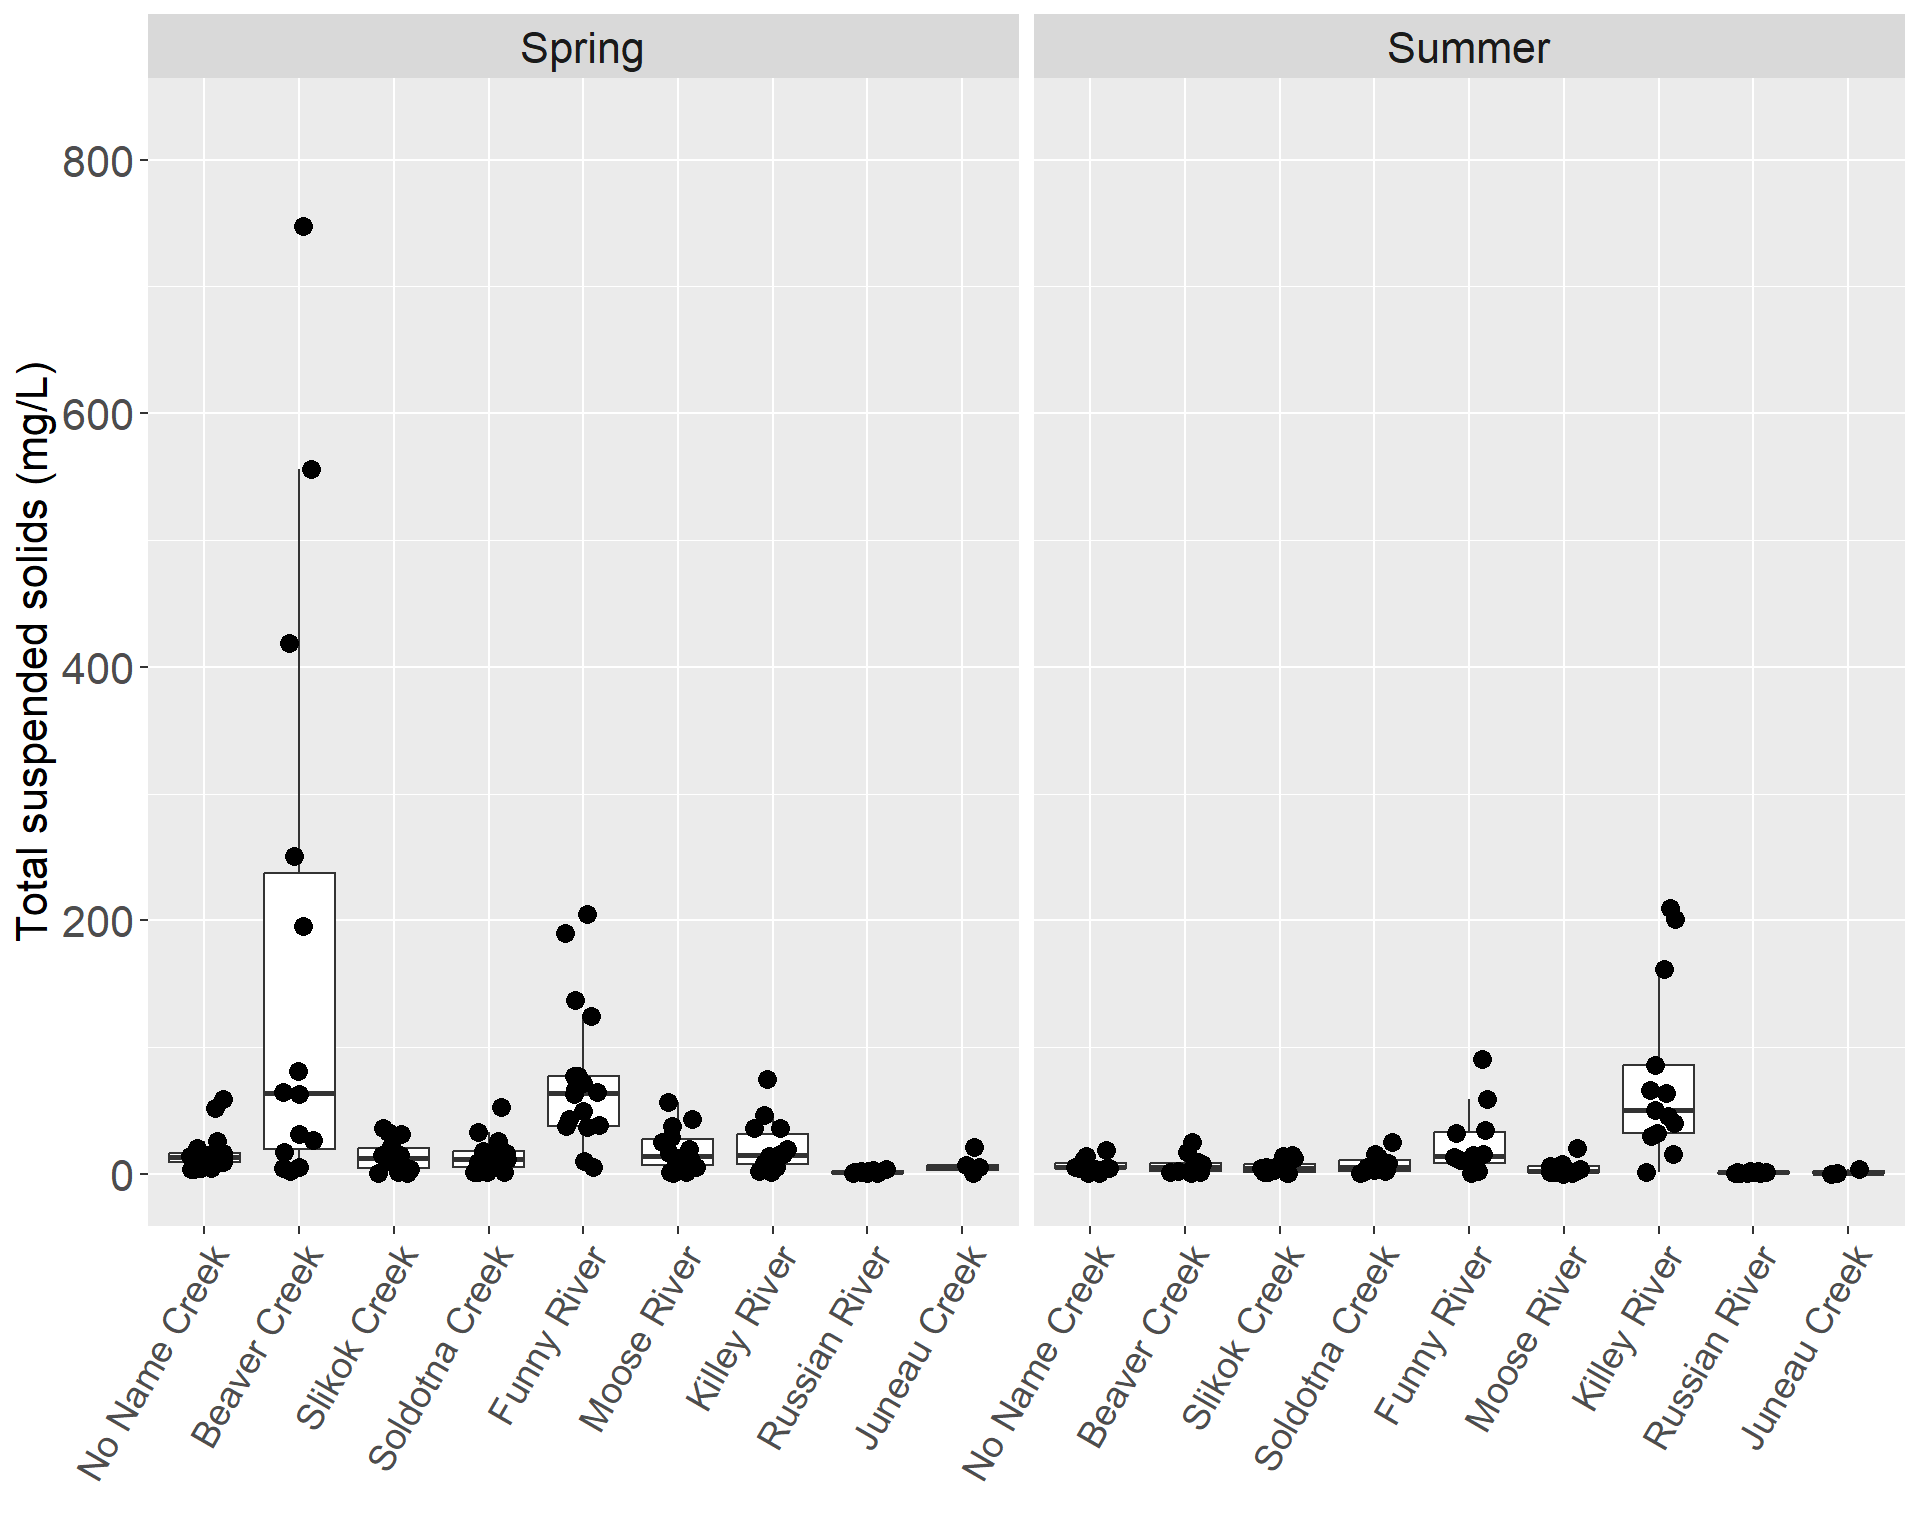 Spring
Summer
Total suspended solids (mg/L)
800
600
400
200
0
No Name Creek
Beaver Creek
Slikok Creek
Soldotna Creek
Funny River
Moose River
Killey River
Russian River
Juneau Creek
No Name Creek
Beaver Creek
Slikok Creek
Soldotna Creek
Funny River
Moose River
Killey River
Russian River
Juneau Creek